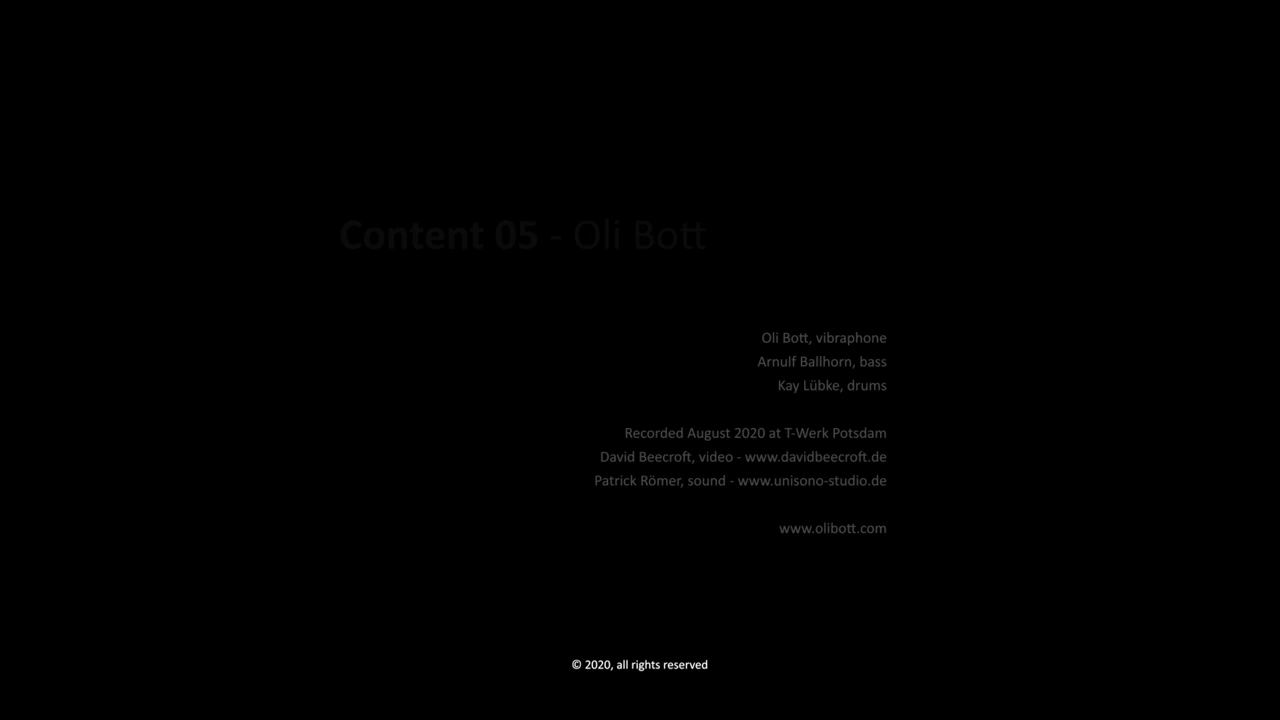 Content 05 - Oli Bott
Oli Bott, vibraphone
Arnulf Ballhorn, bass
Kay Lübke, drums
Recorded August 2020 at T-Werk Potsdam
David Beecroft, video - www.davidbeecroft.de
Patrick Römer, sound - www.unisono-studio.de
www.olibott.com
© 2020, all rights reserved